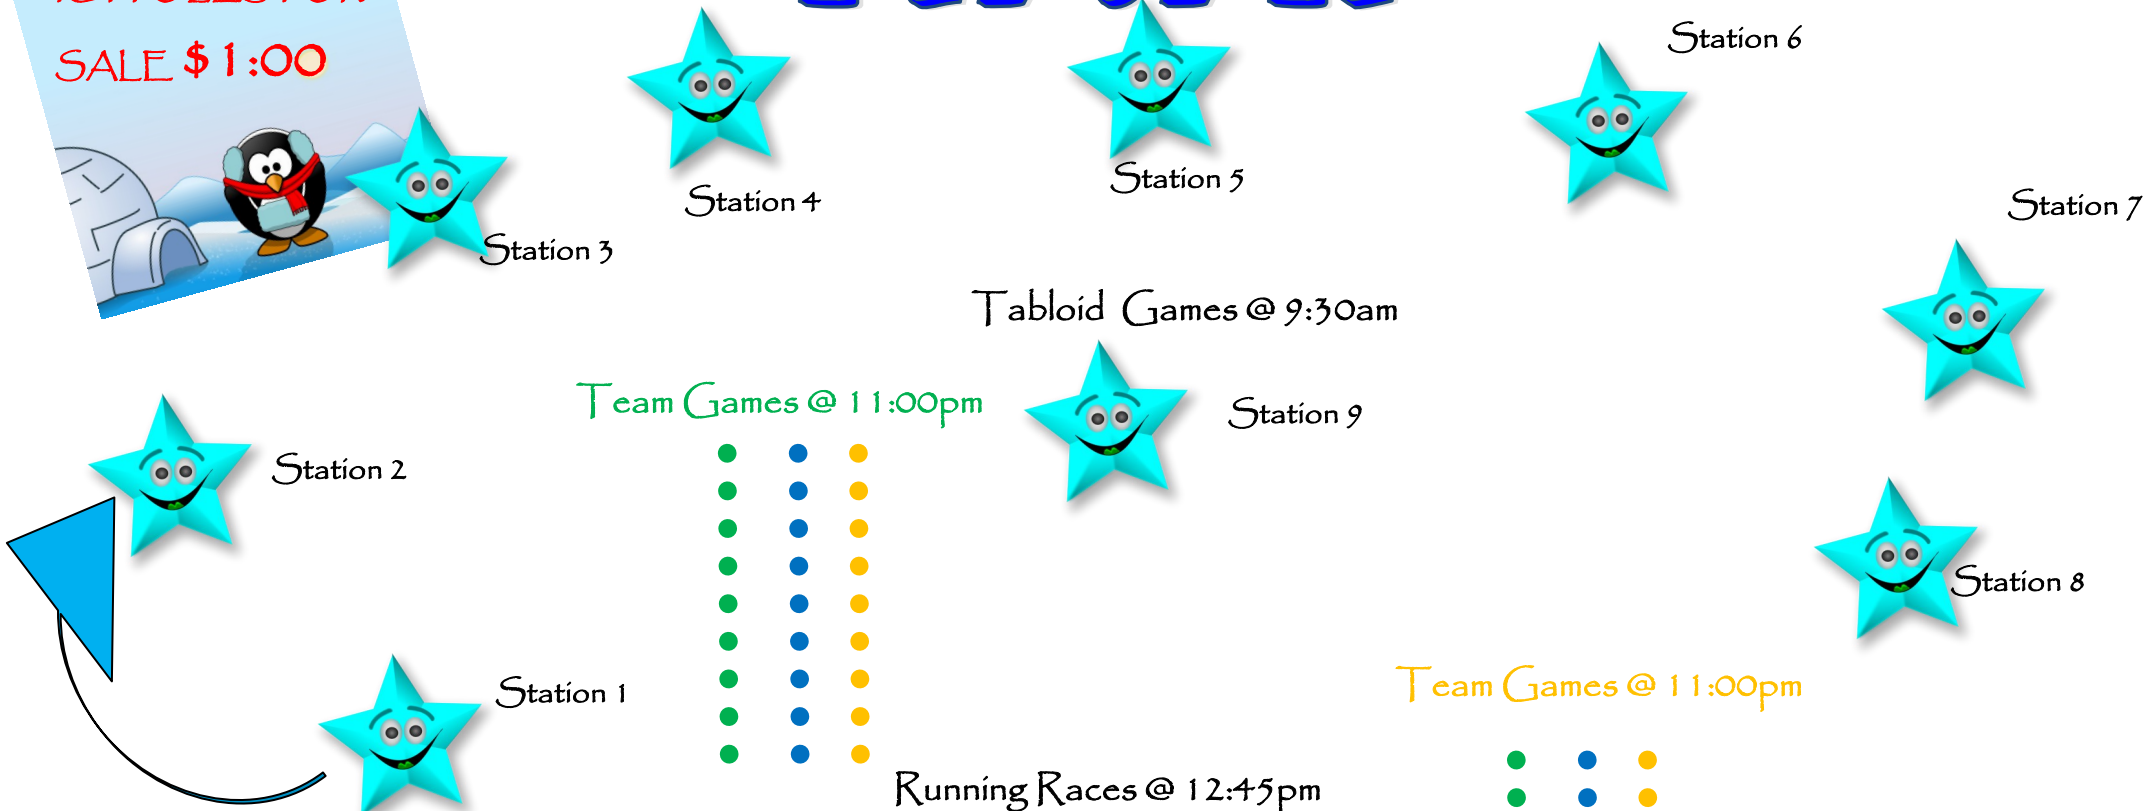 SALE $1:00
Station 6
Station 5
Station 4
Station 7
Station 3
Tabloid Games @ 9:30am
Team Games @ 11:00pm
Station 9
Station 2
Station 8
Station 1
Team Games @ 11:00pm
Running Races @ 12:45pm